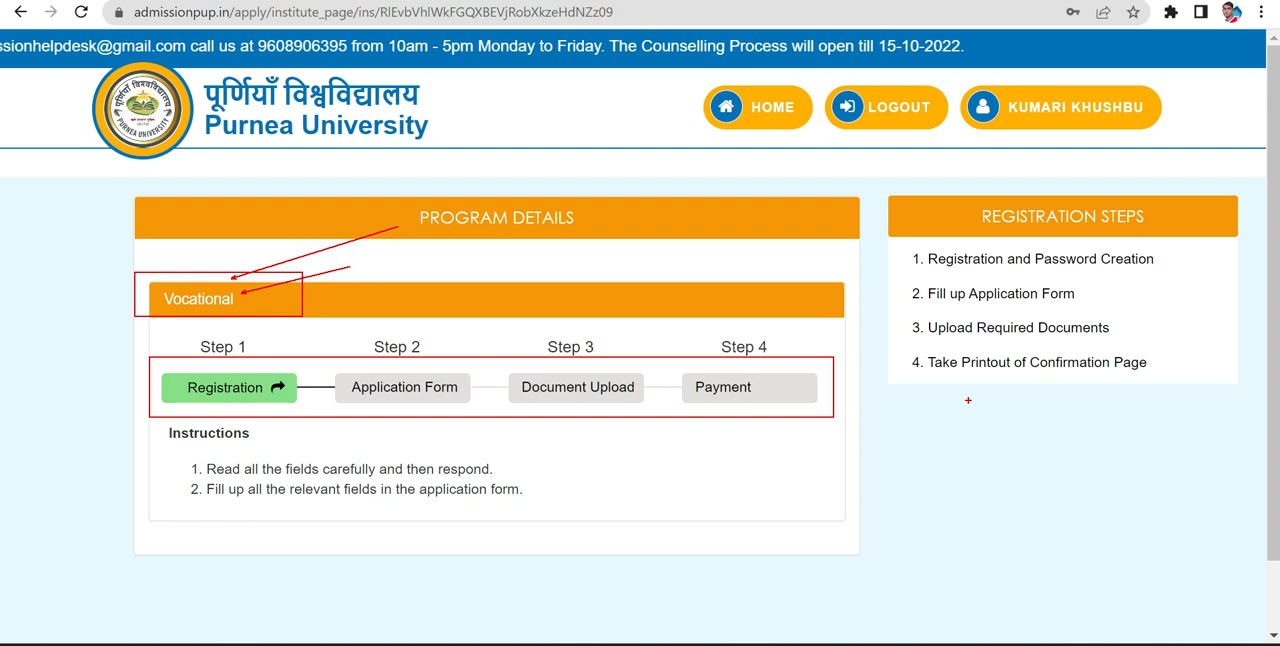 admissionpup.in/apply/institute_page/ins/RlEvbVhlWkFGQXBEVjRobXkzeHdNZz09
ssionhelpdesk@gmail.com call us at 9608906395 from 10am - 5pm Monday to Friday. The Counselling Process will open till 15-10-2022.
पूर्णियाँ विश्वविद्यालय
Purnea University
HOME
LOGOUT
KUMARI KHUSHBU
PROGRAM DETAILS
Vocational
Step 1
Step 2
Step 3
Step 4
Registration
Application Form
Document Upload
Payment
Instructions
1. Read all the fields carefully and then respond.
2. Fill up all the relevant fields in the application form.
REGISTRATION STEPS
1. Registration and Password Creation
2. Fill up Application Form
3. Upload Required Documents
4. Take Printout of Confirmation Page